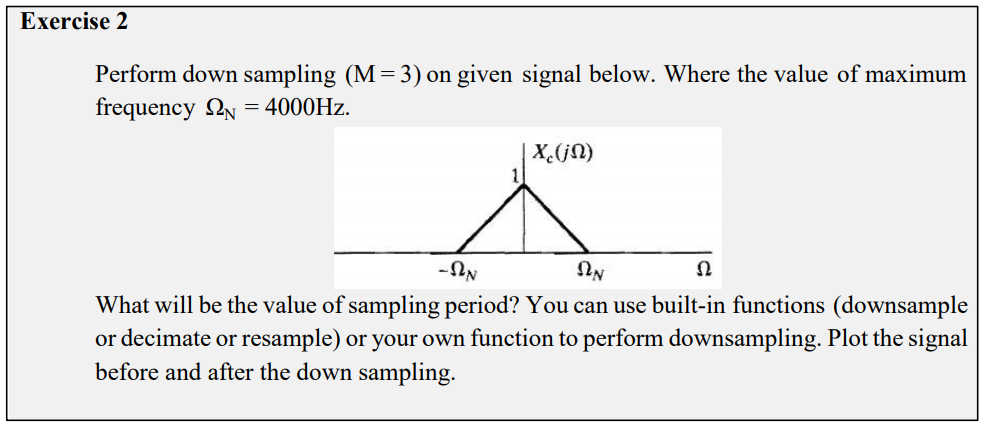 Exercise 2
Perform down sampling (M = 3) on given signal below. Where the value of maximum
frequency Ω_N = 4000Hz.
X_c(jΩ)
1
-Ω_N Ω_N Ω
What will be the value of sampling period? You can use built-in functions (downsample
or decimate or resample) or your own function to perform downsampling. Plot the signal
before and after the down sampling.